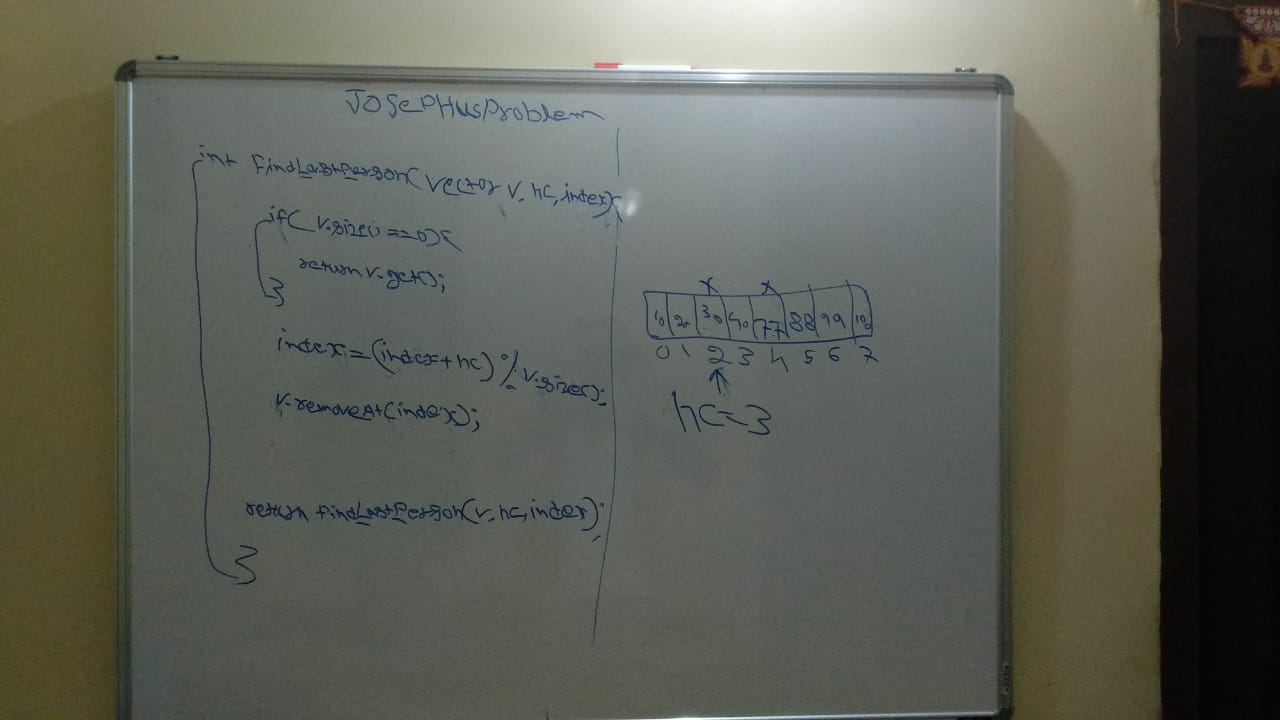 JOSePHusProblem
int findLastPerson(vector v, hc, index){
if( v.size() ==0){
return v.get();
}
index=(index+hc) % v.size();
v.removeAt(index);
return findLastPerson(v, hc, index);
}
x x
10 20 30 40 77 88 99 100
0 1 2 3 4 5 6 7
hc=3